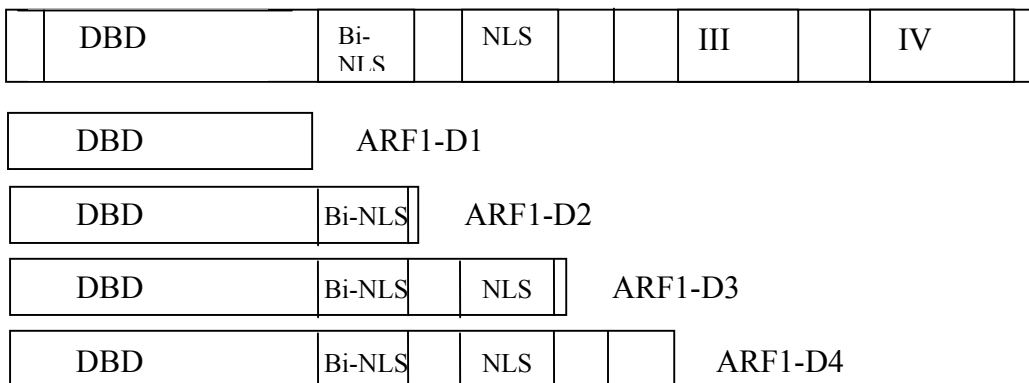 DBD Bi-NLS NLS III IV
DBD ARF1-D1
DBD Bi-NLS ARF1-D2
DBD Bi-NLS NLS ARF1-D3
DBD Bi-NLS NLS ARF1-D4